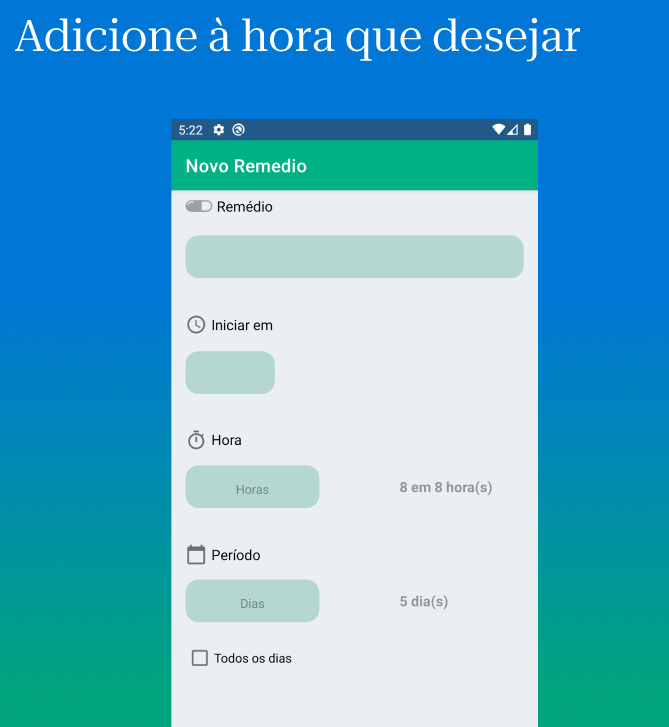 Adicione à hora que desejar
5:22
Novo Remedio
Remédio
Iniciar em
Hora
Horas
8 em 8 hora(s)
Período
Dias
5 dia(s)
Todos os dias